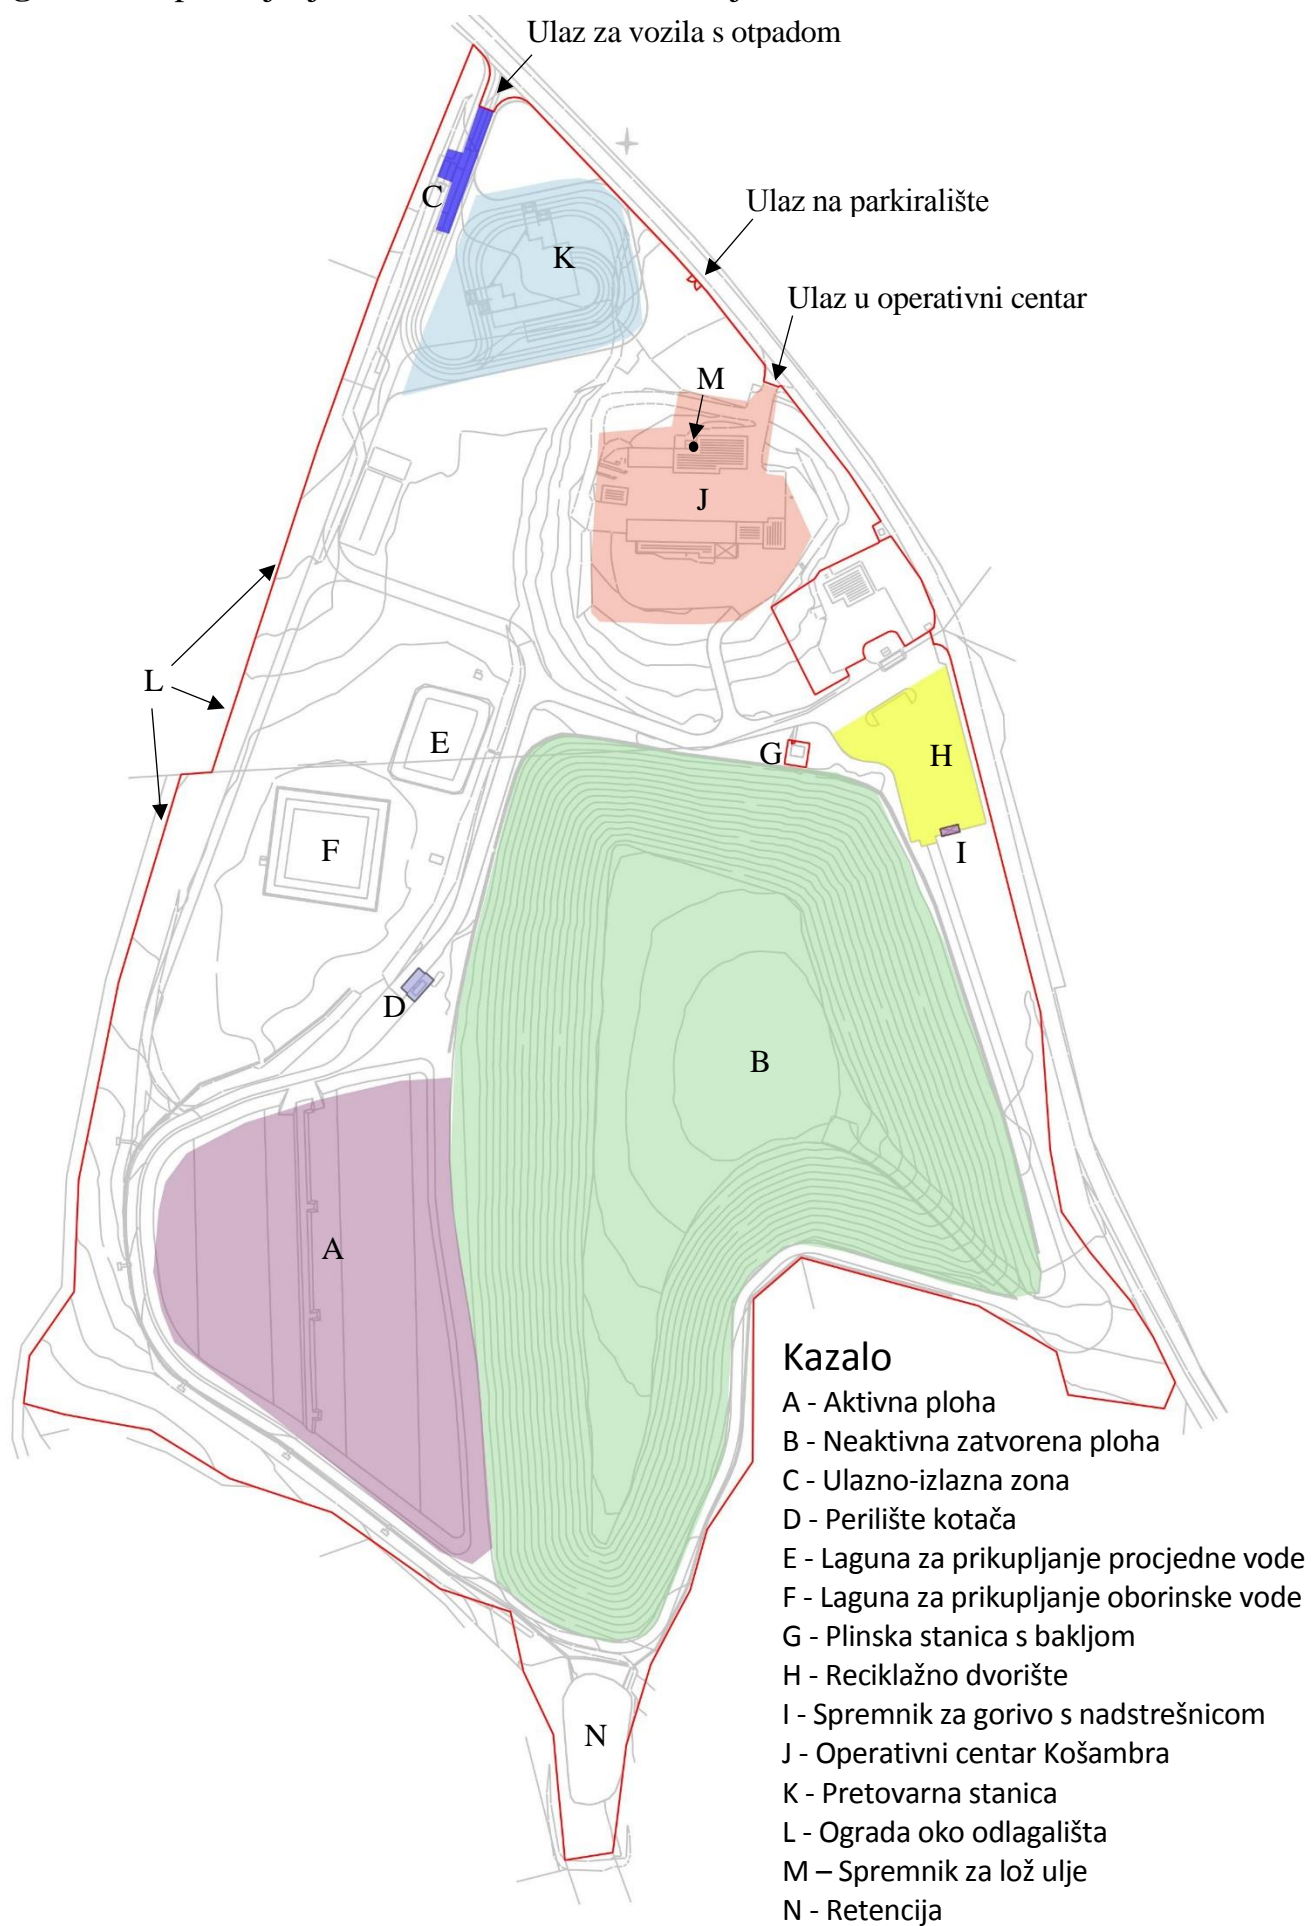 Ulaz za vozila s otpadom
C
Ulaz na parkiralište
K
Ulaz u operativni centar
M
J
L
E
G
H
F
I
D
B
A
N
Kazalo
A - Aktivna ploha
B - Neaktivna zatvorena ploha
C - Ulazno-izlazna zona
D - Perilište kotača
E - Laguna za prikupljanje procjedne vode
F - Laguna za prikupljanje oborinske vode
G - Plinska stanica s bakljom
H - Reciklažno dvorište
I - Spremnik za gorivo s nadstrešnicom
J - Operativni centar Košambra
K - Pretovarna stanica
L - Ograda oko odlagališta
M – Spremnik za lož ulje
N - Retencija